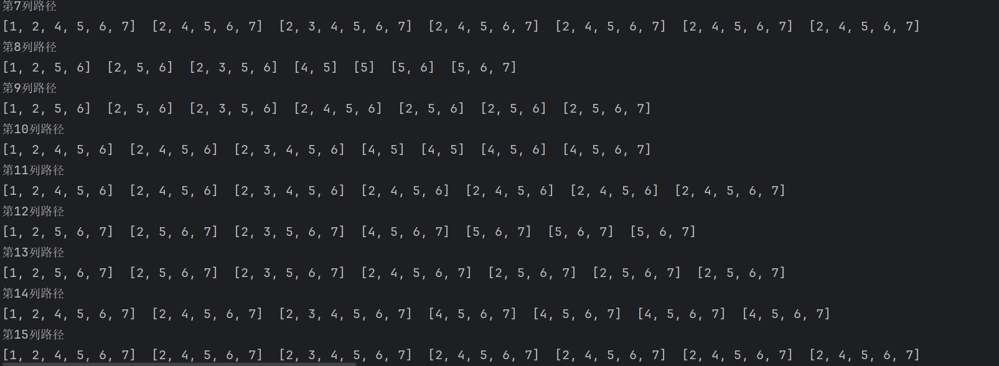 第7列路径
[1, 2, 4, 5, 6, 7]  [2, 4, 5, 6, 7]  [2, 3, 4, 5, 6, 7]  [2, 4, 5, 6, 7]  [2, 4, 5, 6, 7]  [2, 4, 5, 6, 7]  [2, 4, 5, 6, 7]
第8列路径
[1, 2, 5, 6]  [2, 5, 6]  [2, 3, 5, 6]  [4, 5]  [5]  [5, 6]  [5, 6, 7]
第9列路径
[1, 2, 5, 6]  [2, 5, 6]  [2, 3, 5, 6]  [2, 4, 5, 6]  [2, 5, 6]  [2, 5, 6]  [2, 5, 6, 7]
第10列路径
[1, 2, 4, 5, 6]  [2, 4, 5, 6]  [2, 3, 4, 5, 6]  [4, 5]  [4, 5]  [4, 5, 6]  [4, 5, 6, 7]
第11列路径
[1, 2, 4, 5, 6]  [2, 4, 5, 6]  [2, 3, 4, 5, 6]  [2, 4, 5, 6]  [2, 4, 5, 6]  [2, 4, 5, 6]  [2, 4, 5, 6, 7]
第12列路径
[1, 2, 5, 6, 7]  [2, 5, 6, 7]  [2, 3, 5, 6, 7]  [4, 5, 6, 7]  [5, 6, 7]  [5, 6, 7]  [5, 6, 7]
第13列路径
[1, 2, 5, 6, 7]  [2, 5, 6, 7]  [2, 3, 5, 6, 7]  [2, 4, 5, 6, 7]  [2, 5, 6, 7]  [2, 5, 6, 7]  [2, 5, 6, 7]
第14列路径
[1, 2, 4, 5, 6, 7]  [2, 4, 5, 6, 7]  [2, 3, 4, 5, 6, 7]  [4, 5, 6, 7]  [4, 5, 6, 7]  [4, 5, 6, 7]  [4, 5, 6, 7]
第15列路径
[1, 2, 4, 5, 6, 7]  [2, 4, 5, 6, 7]  [2, 3, 4, 5, 6, 7]  [2, 4, 5, 6, 7]  [2, 4, 5, 6, 7]  [2, 4, 5, 6, 7]  [2, 4, 5, 6, 7]